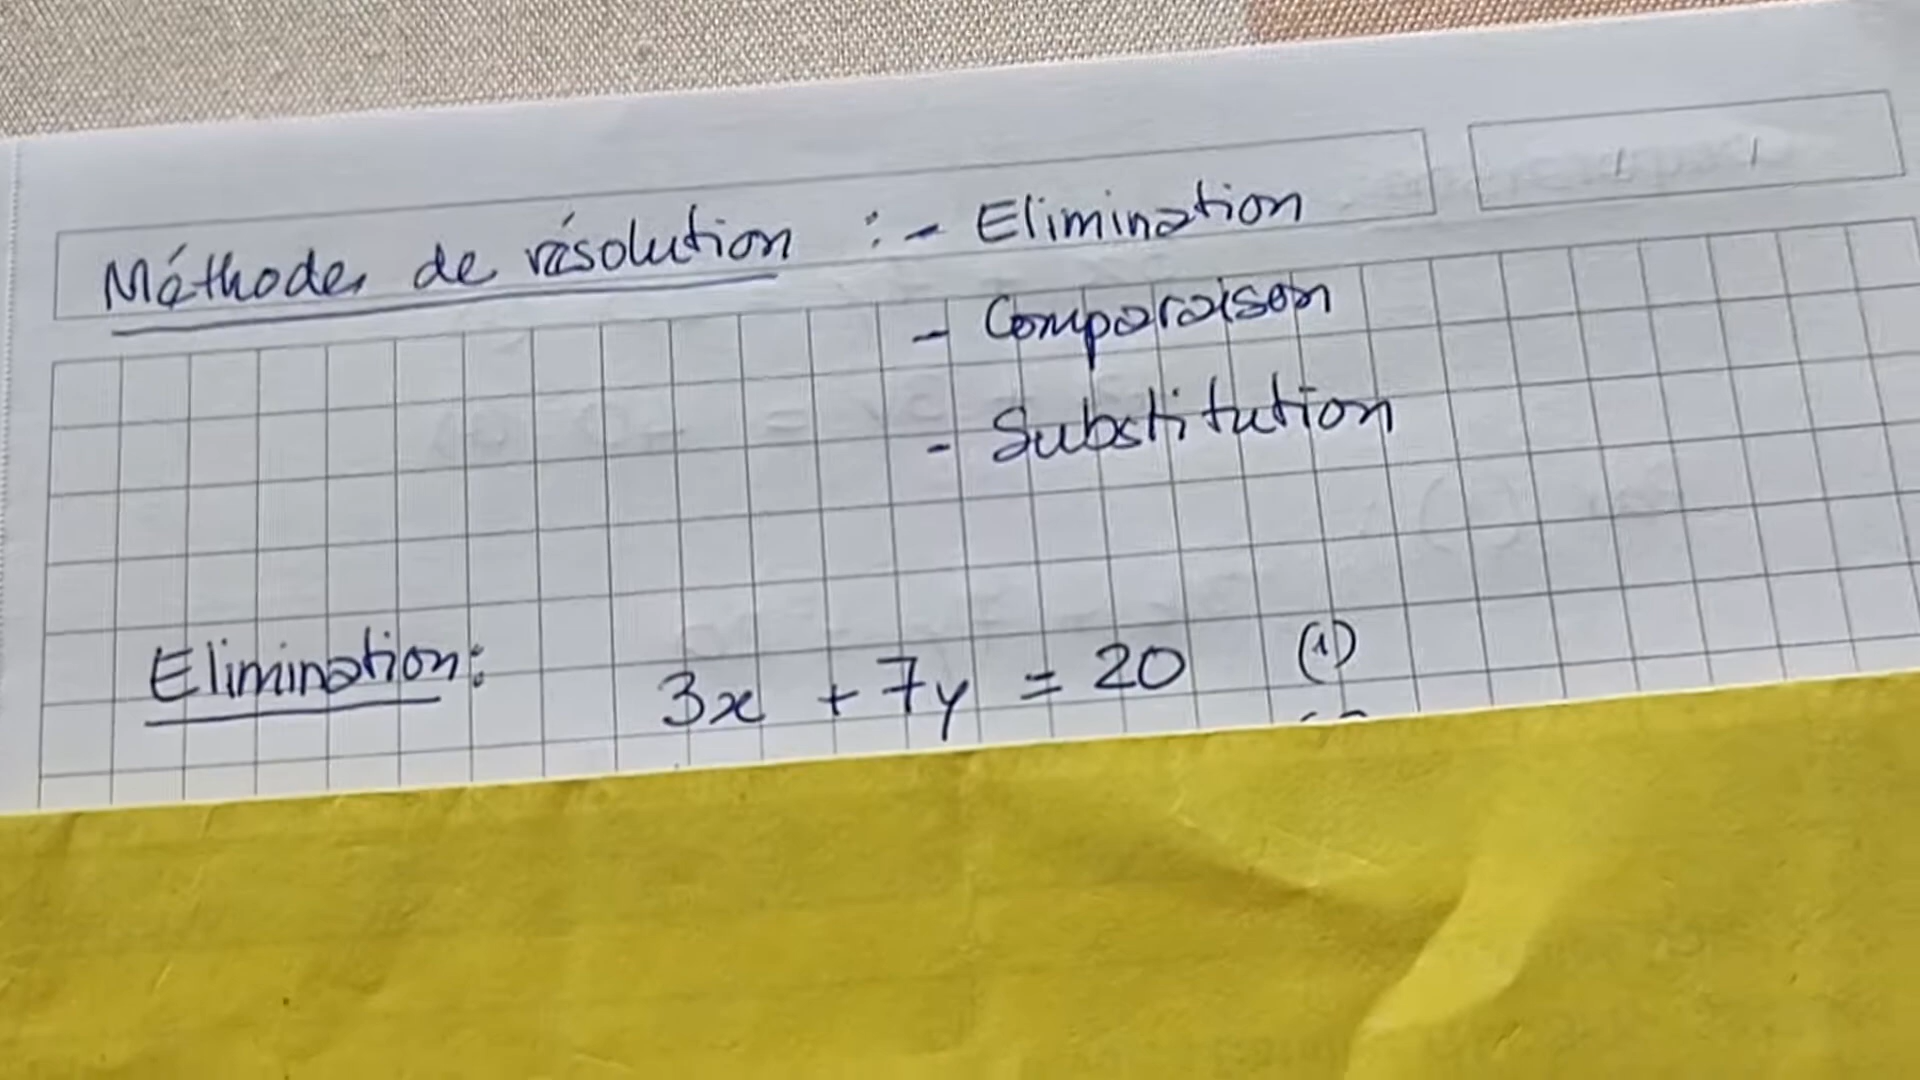 Méthodes de résolution : - Elimination
- Comparaison
- Substitution
Elimination: 3x + 7y = 20 (1)